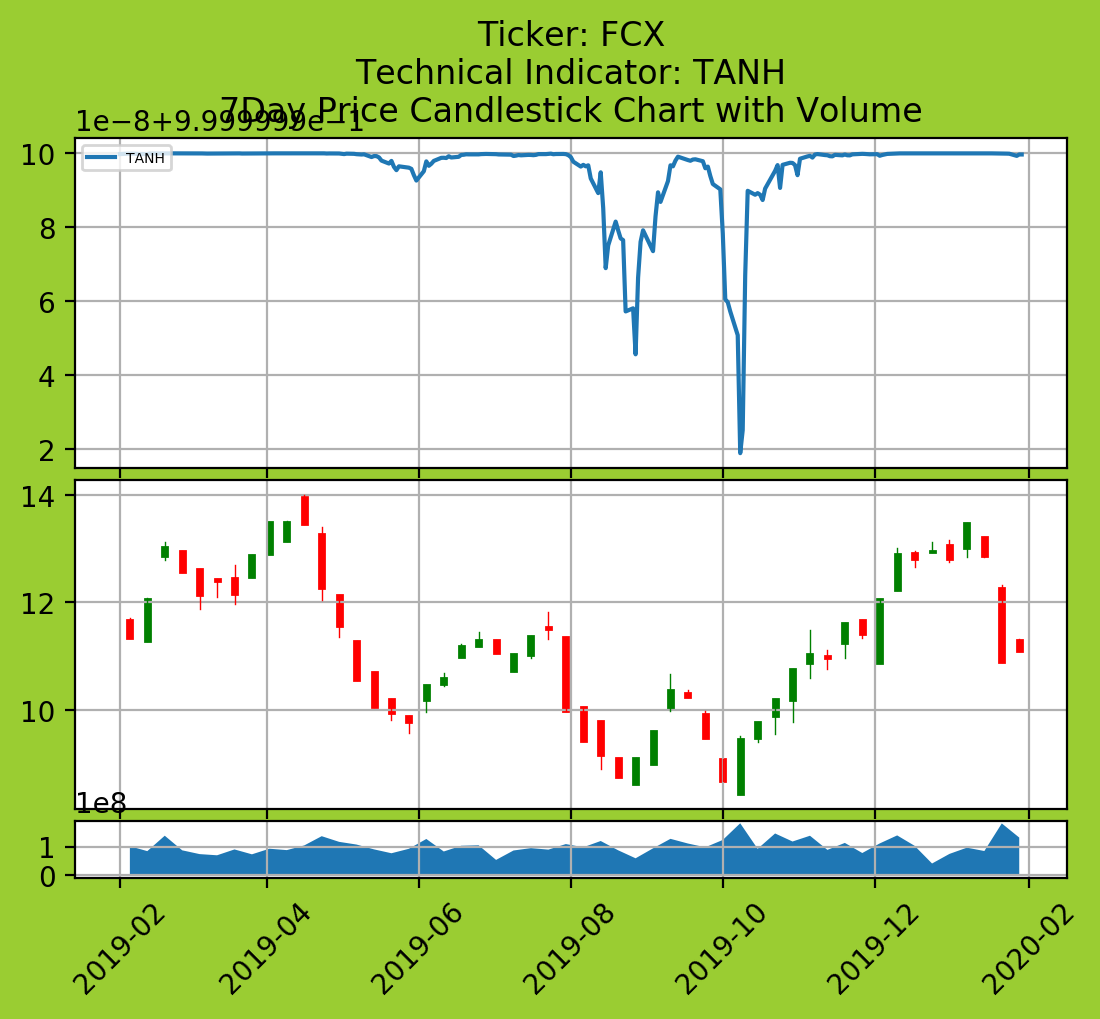 Ticker: FCX
Technical Indicator: TANH
7Day Price Candlestick Chart with Volume
1e−8+9.999999e−1
TANH
10
8
6
4
2
14
12
10
1e8
1
0
2019-02
2019-04
2019-06
2019-08
2019-10
2019-12
2020-02